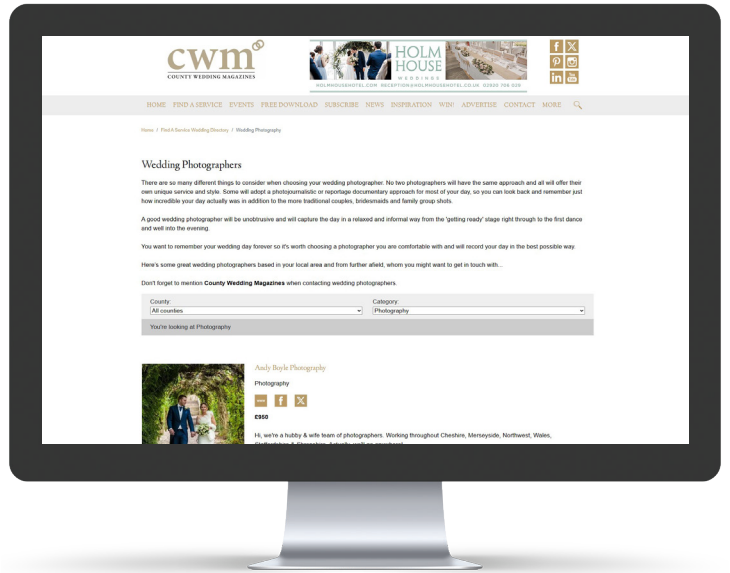 cwm
COUNTY WEDDING MAGAZINES
HOLM
HOUSE
WENDINGS
HOLMHOUSEHOTEL.COM RECEPTION@HOLMHOUSEHOTEL.CO.UK 02920 706 029
HOME FIND A SERVICE EVENTS FREE DOWNLOAD SUBSCRIBE NEWS INSPIRATION WIN! ADVERTISE CONTACT MORE
Home / Find A Service Wedding Directory / Wedding Photography
Wedding Photographers
There are so many different things to consider when choosing your wedding photographer. No two photographers will have the same approach and all will offer their
own unique service and style. Some will adopt a photojournalistic or reportage documentary approach for most of your day, so you can look back and remember just
how incredible your day actually was in addition to the more traditional couples, bridesmaids and family group shots.
A good wedding photographer will be unobtrusive and will capture the day in a relaxed and informal way from the 'getting ready' stage right through to the first dance
and well into the evening.
You want to remember your wedding day forever so it's worth choosing a photographer you are comfortable with and will record your day in the best possible way.
Here's some great wedding photographers based in your local area and from further afield, whom you might want to get in touch with...
Don't forget to mention County Wedding Magazines when contacting wedding photographers.
County: Category:
All counties Photography
You're looking at Photography
Andy Boyle Photography
Photography
£950
Hi, we're a hubby & wife team of photographers. Working throughout Cheshire, Merseyside, Northwest, Wales,